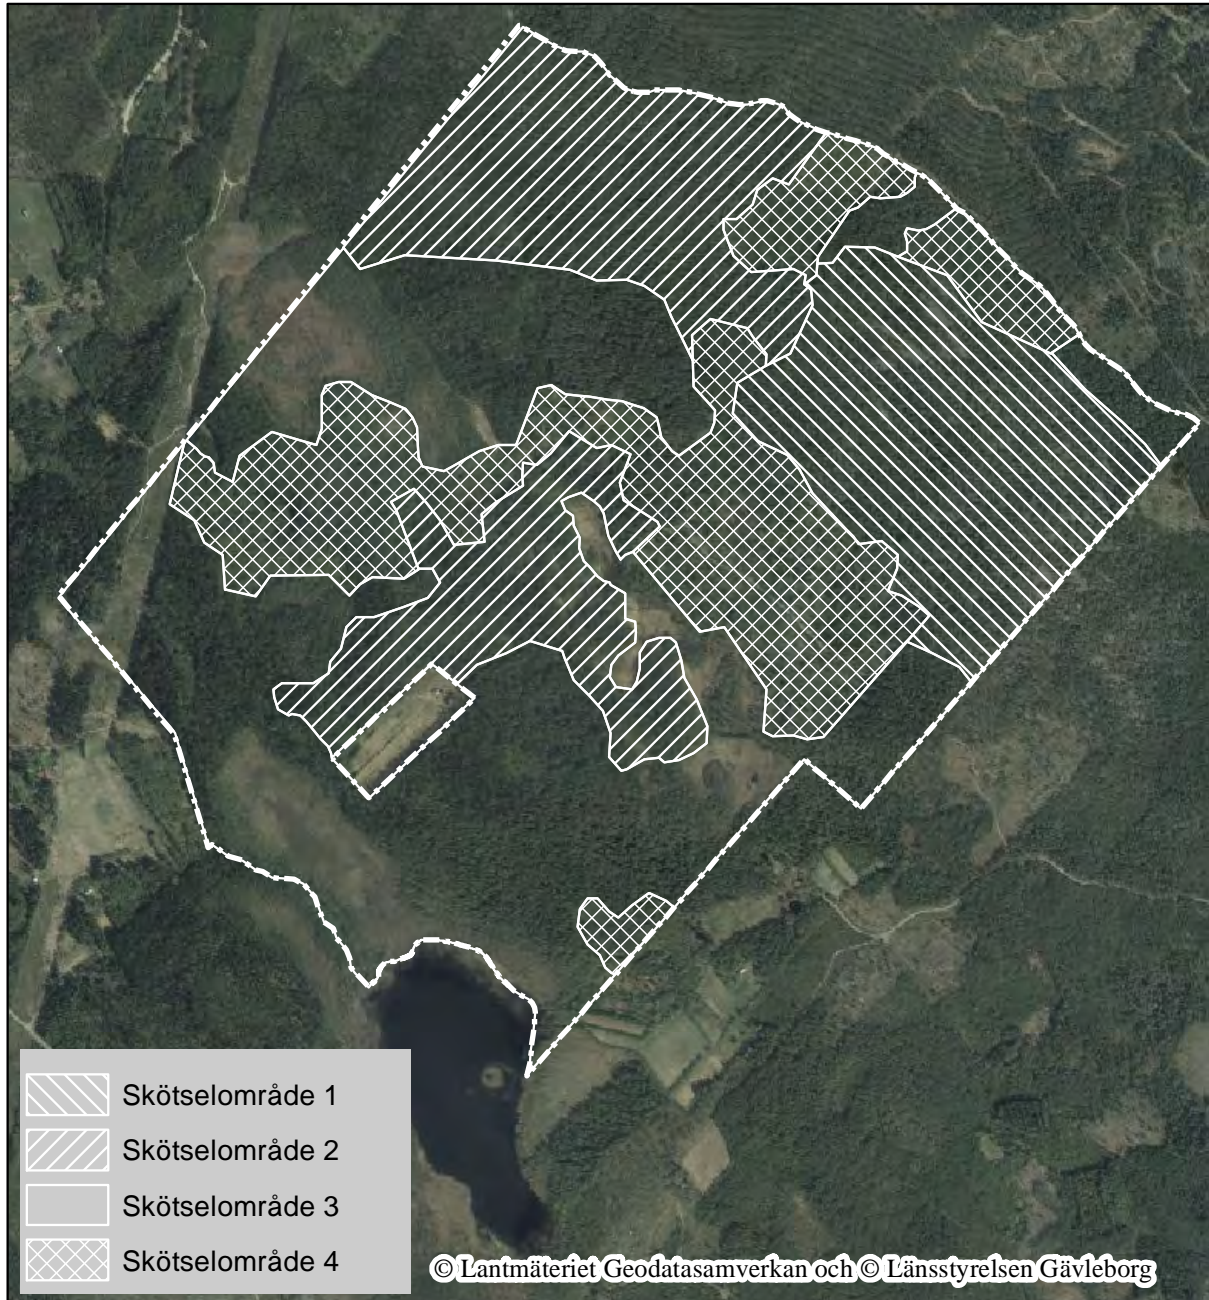 Skötselområde 1
Skötselområde 2
Skötselområde 3
Skötselområde 4
© Lantmäteriet Geodatasamverkan och © Länsstyrelsen Gävleborg